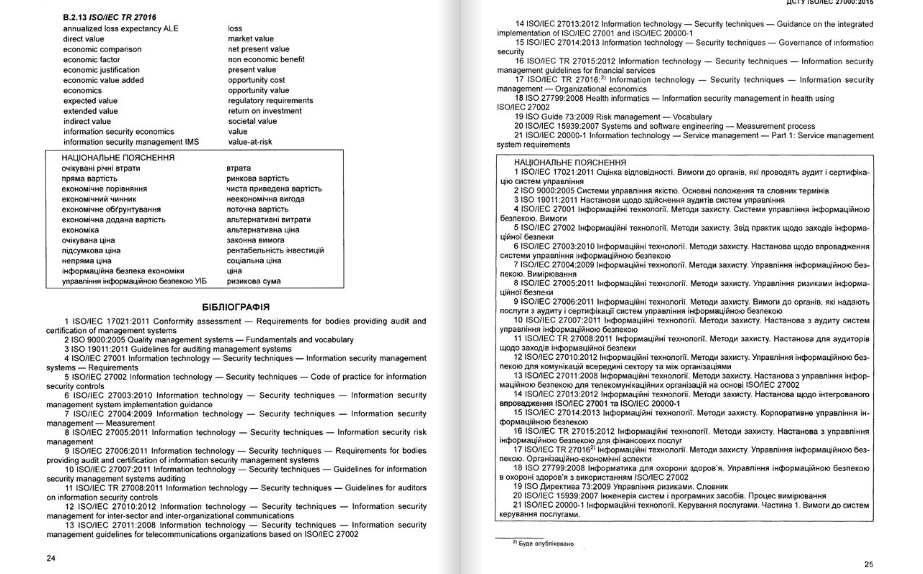 B.2.13 ISO/IEC TR 27016
annualized loss expectancy ALE loss
direct value market value
economic comparison net present value
economic factor non economic benefit
economic justification present value
economic value added opportunity cost
economics opportunity value
expected value regulatory requirements
extended value return on investment
indirect value societal value
information security economics value
information security management IMS value-at-risk
НАЦІОНАЛЬНЕ ПОЯСНЕННЯ
очікувані річні втрати втрата
пряма вартість ринкова вартість
економічне порівняння чиста приведена вартість
економічний чинник неекономічна вигода
економічне обґрунтування поточна вартість
економічна додана вартість альтернативні витрати
економіка альтернативна ціна
очікувана ціна законна вимога
підсумкова ціна рентабельність інвестицій
непряма ціна соціальна ціна
інформаційна безпека економіки ціна
управління інформаційною безпекою УІБ ризикова сума
БІБЛІОГРАФІЯ
1 ISO/IEC 17021:2011 Conformity assessment — Requirements for bodies providing audit and
certification of management systems
2 ISO 9000:2005 Quality management systems — Fundamentals and vocabulary
3 ISO 19011:2011 Guidelines for auditing management systems
4 ISO/IEC 27001 Information technology — Security techniques — Information security management
systems — Requirements
5 ISO/IEC 27002 Information technology — Security techniques — Code of practice for information
security controls
6 ISO/IEC 27003:2010 Information technology — Security techniques — Information security
management system implementation guidance
7 ISO/IEC 27004:2009 Information technology — Security techniques — Information security
management — Measurement
8 ISO/IEC 27005:2011 Information technology — Security techniques — Information security risk
management
9 ISO/IEC 27006:2011 Information technology — Security techniques — Requirements for bodies
providing audit and certification of information security management systems
10 ISO/IEC 27007:2011 Information technology — Security techniques — Guidelines for information
security management systems auditing
11 ISO/IEC TR 27008:2011 Information technology — Security techniques — Guidelines for auditors
on information security controls
12 ISO/IEC 27010:2012 Information technology — Security techniques — Information security
management for inter-sector and inter-organizational communications
13 ISO/IEC 27011:2008 Information technology — Security techniques — Information security
management guidelines for telecommunications organizations based on ISO/IEC 27002
24
ДСТУ ISO/IEC 27000:2015
14 ISO/IEC 27013:2012 Information technology — Security techniques — Guidance on the integrated
implementation of ISO/IEC 27001 and ISO/IEC 20000-1
15 ISO/IEC 27014:2013 Information technology — Security techniques — Governance of information
security
16 ISO/IEC TR 27015:2012 Information technology — Security techniques — Information security
management guidelines for financial services
17 ISO/IEC TR 27016:²⁾ Information technology — Security techniques — Information security
management — Organizational economics
18 ISO 27799:2008 Health informatics — Information security management in health using
ISO/IEC 27002
19 ISO Guide 73:2009 Risk management — Vocabulary
20 ISO/IEC 15939:2007 Systems and software engineering — Measurement process
21 ISO/IEC 20000-1 Information technology — Service management — Part 1: Service management
system requirements
НАЦІОНАЛЬНЕ ПОЯСНЕННЯ
1 ISO/IEC 17021:2011 Оцінка відповідності. Вимоги до органів, які проводять аудит і сертифіка-
цію систем управління
2 ISO 9000:2005 Системи управління якістю. Основні положення та словник термінів
3 ISO 19011:2011 Настанови щодо здійснення аудитів систем управління
4 ISO/IEC 27001 Інформаційні технології. Методи захисту. Системи управління інформаційною
безпекою. Вимоги
5 ISO/IEC 27002 Інформаційні технології. Методи захисту. Звід практик щодо заходів інформа-
ційної безпеки
6 ISO/IEC 27003:2010 Інформаційні технології. Методи захисту. Настанова щодо впровадження
системи управління інформаційною безпекою
7 ISO/IEC 27004:2009 Інформаційні технології. Методи захисту. Управління інформаційною без-
пекою. Вимірювання
8 ISO/IEC 27005:2011 Інформаційні технології. Методи захисту. Управління ризиками інформа-
ційної безпеки
9 ISO/IEC 27006:2011 Інформаційні технології. Методи захисту. Вимоги до органів, які надають
послуги з аудиту і сертифікації систем управління інформаційною безпекою
10 ISO/IEC 27007:2011 Інформаційні технології. Методи захисту. Настанова з аудиту систем
управління інформаційною безпекою
11 ISO/IEC TR 27008:2011 Інформаційні технології. Методи захисту. Настанова для аудиторів
щодо заходів інформаційної безпеки
12 ISO/IEC 27010:2012 Інформаційні технології. Методи захисту. Управління інформаційною без-
пекою для комунікацій всередині сектору та між організаціями
13 ISO/IEC 27011:2008 Інформаційні технології. Методи захисту. Настанова з управління інфор-
маційною безпекою для телекомунікаційних організацій на основі ISO/IEC 27002
14 ISO/IEC 27013:2012 Інформаційні технології. Методи захисту. Настанова щодо інтегрованого
впровадження ISO/IEC 27001 та ISO/IEC 20000-1
15 ISO/IEC 27014:2013 Інформаційні технології. Методи захисту. Корпоративне управління ін-
формаційною безпекою
16 ISO/IEC TR 27015:2012 Інформаційні технології. Методи захисту. Настанова з управління
інформаційною безпекою для фінансових послуг
17 ISO/IEC TR 27016²⁾ Інформаційні технології. Методи захисту. Управління інформаційною без-
пекою. Організаційно-економічні аспекти
18 ISO 27799:2008 Информатика для охорони здоров'я. Управління інформаційною безпекою
в охороні здоров'я з використанням ISO/IEC 27002
19 ISO Директива 73:2009 Управління ризиками. Словник
20 ISO/IEC 15939:2007 Інженерія систем і програмних засобів. Процес вимірювання
21 ISO/IEC 20000-1 Інформаційні технології. Керування послугами. Частина 1. Вимоги до систем
керування послугами.
²⁾ Буде опубліковано
25